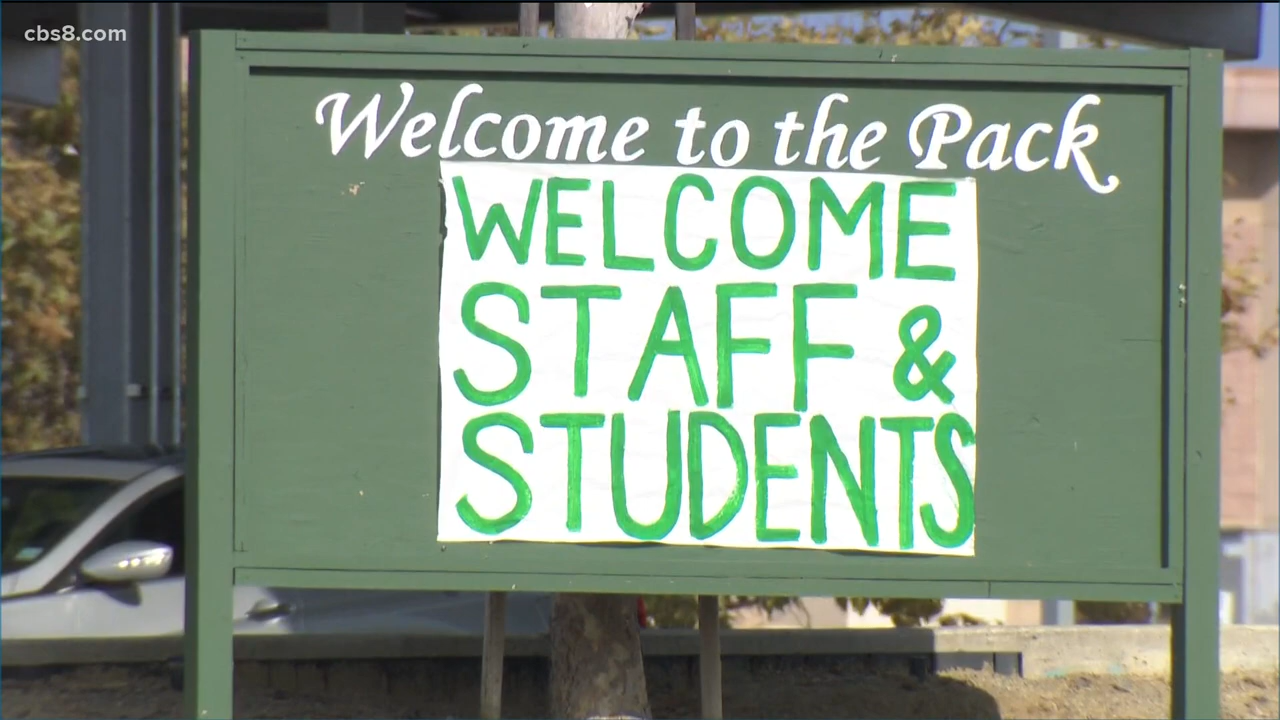 cbs8.com
Welcome to the Pack
WELCOME
STAFF &
STUDENTS